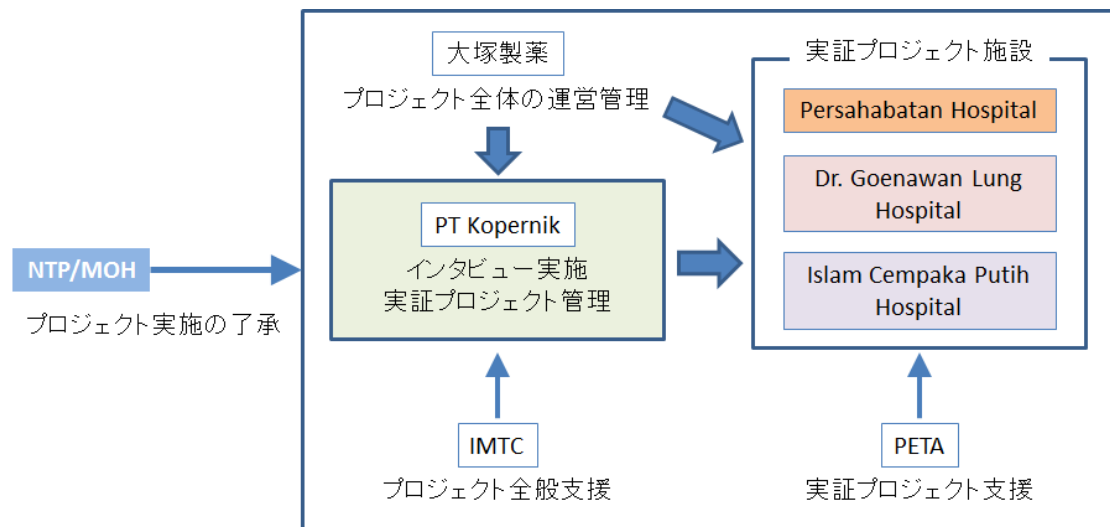 大塚製薬
プロジェクト全体の運営管理
実証プロジェクト施設
Persahabatan Hospital
Dr. Goenawan Lung
Hospital
Islam Cempaka Putih
Hospital
PT Kopernik
インタビュー実施
実証プロジェクト管理
NTP/MOH
プロジェクト実施の了承
IMTC
プロジェクト全般支援
PETA
実証プロジェクト支援